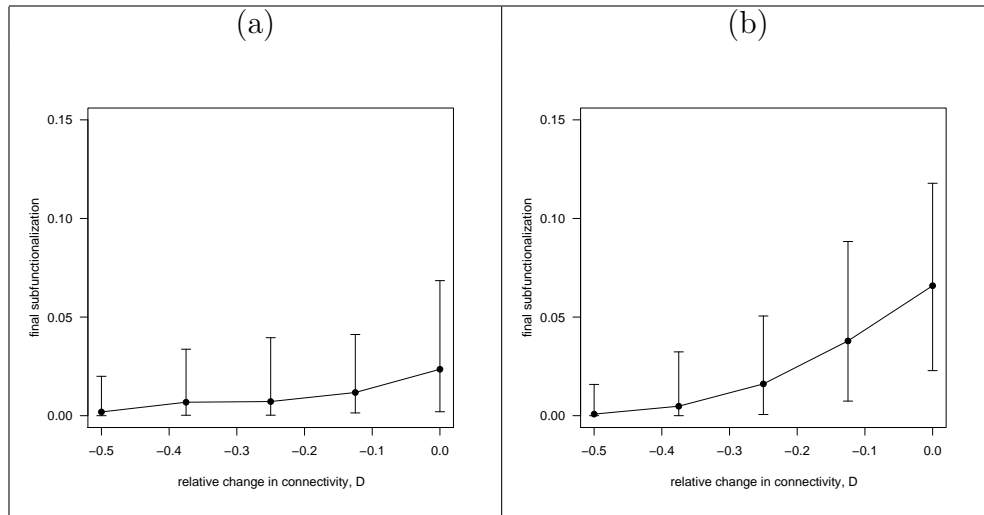 (a)
0.15
0.10
0.05
0.00
final subfunctionalization
−0.5 −0.4 −0.3 −0.2 −0.1 0.0
relative change in connectivity, D
(b)
0.15
0.10
0.05
0.00
final subfunctionalization
−0.5 −0.4 −0.3 −0.2 −0.1 0.0
relative change in connectivity, D